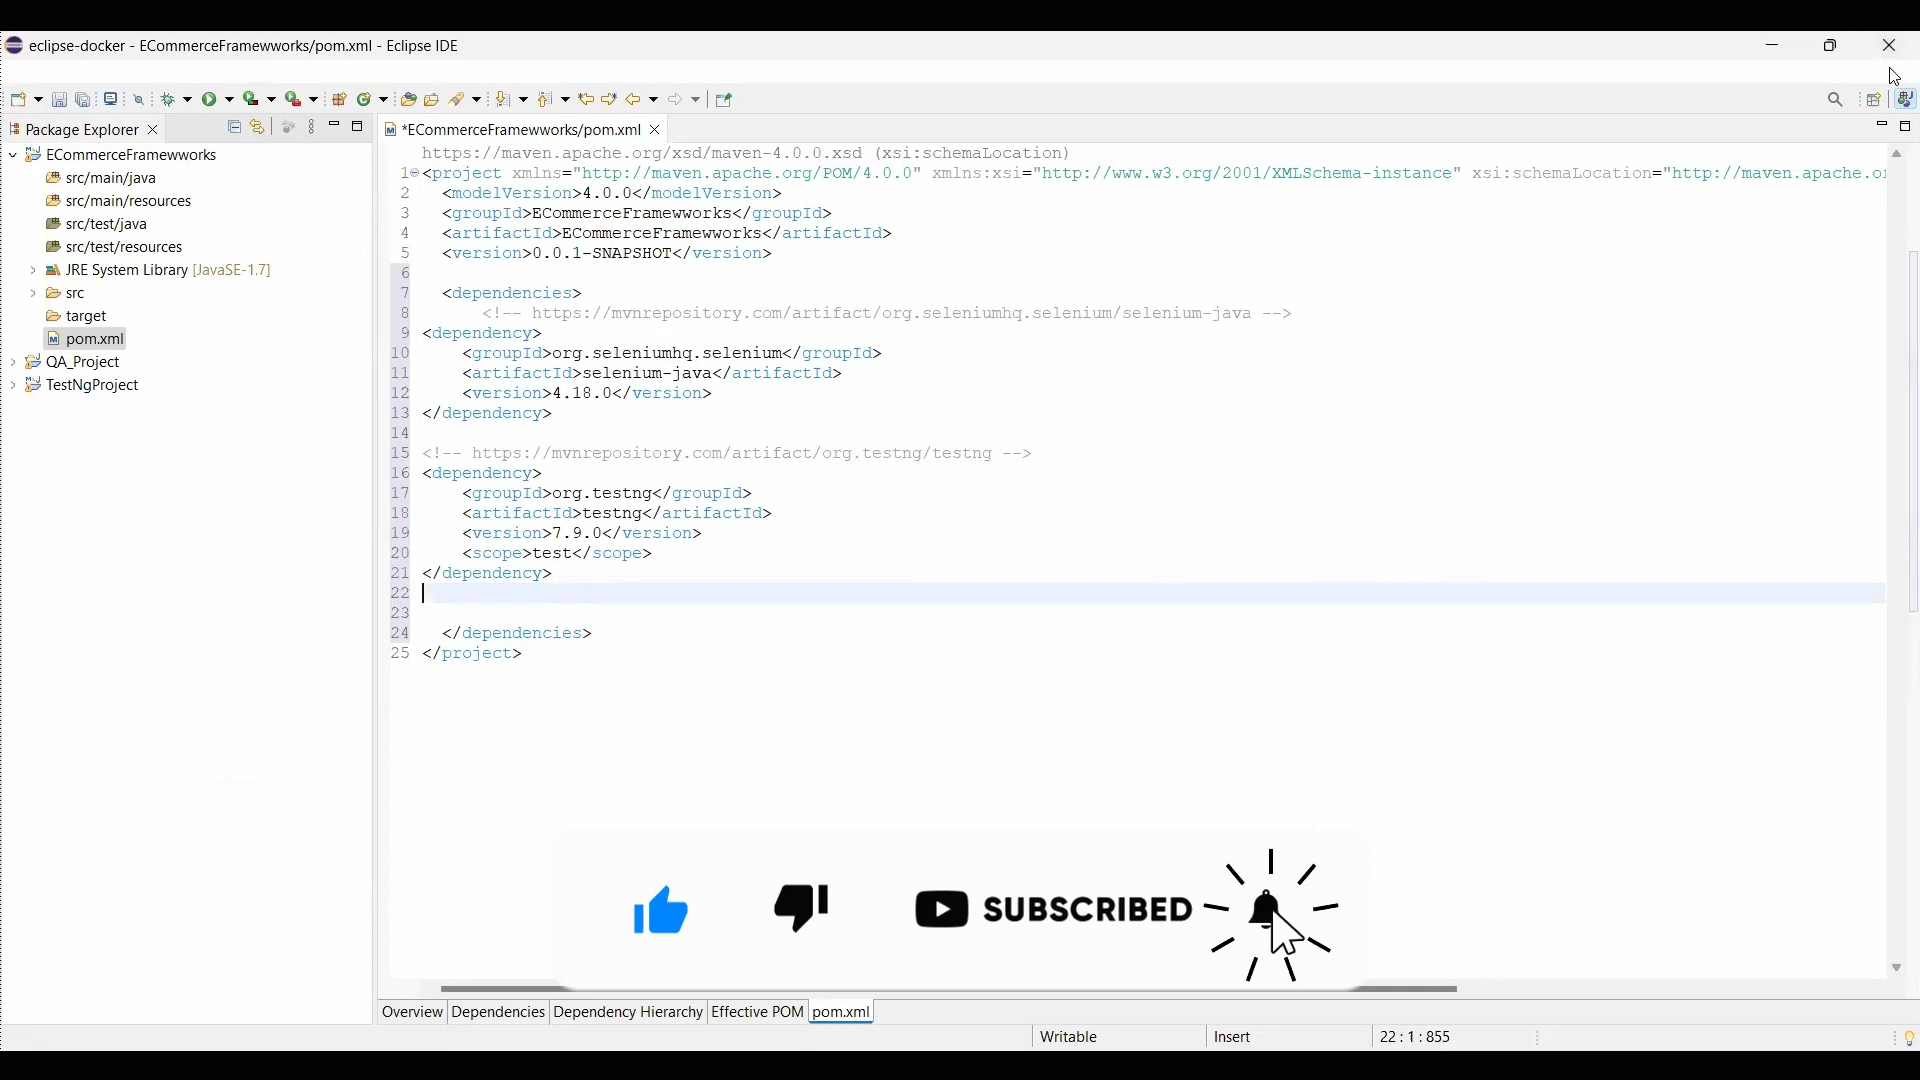 eclipse-docker - ECommerceFramewworks/pom.xml - Eclipse IDE
Package Explorer
ECommerceFramewworks
src/main/java
src/main/resources
src/test/java
src/test/resources
JRE System Library [JavaSE-1.7]
src
target
pom.xml
QA_Project
TestNgProject
*ECommerceFramewworks/pom.xml
https://maven.apache.org/xsd/maven-4.0.0.xsd (xsi:schemaLocation)
1 <project xmlns="http://maven.apache.org/POM/4.0.0" xmlns:xsi="http://www.w3.org/2001/XMLSchema-instance" xsi:schemaLocation="http://maven.apache.or
2 <modelVersion>4.0.0</modelVersion>
3 <groupId>ECommerceFramewworks</groupId>
4 <artifactId>ECommerceFramewworks</artifactId>
5 <version>0.0.1-SNAPSHOT</version>
6
7 <dependencies>
8 <!-- https://mvnrepository.com/artifact/org.seleniumhq.selenium/selenium-java -->
9 <dependency>
10 <groupId>org.seleniumhq.selenium</groupId>
11 <artifactId>selenium-java</artifactId>
12 <version>4.18.0</version>
13 </dependency>
14
15 <!-- https://mvnrepository.com/artifact/org.testng/testng -->
16 <dependency>
17 <groupId>org.testng</groupId>
18 <artifactId>testng</artifactId>
19 <version>7.9.0</version>
20 <scope>test</scope>
21 </dependency>
22
23
24 </dependencies>
25 </project>
SUBSCRIBED
Overview Dependencies Dependency Hierarchy Effective POM pom.xml
Writable Insert 22 : 1 : 855